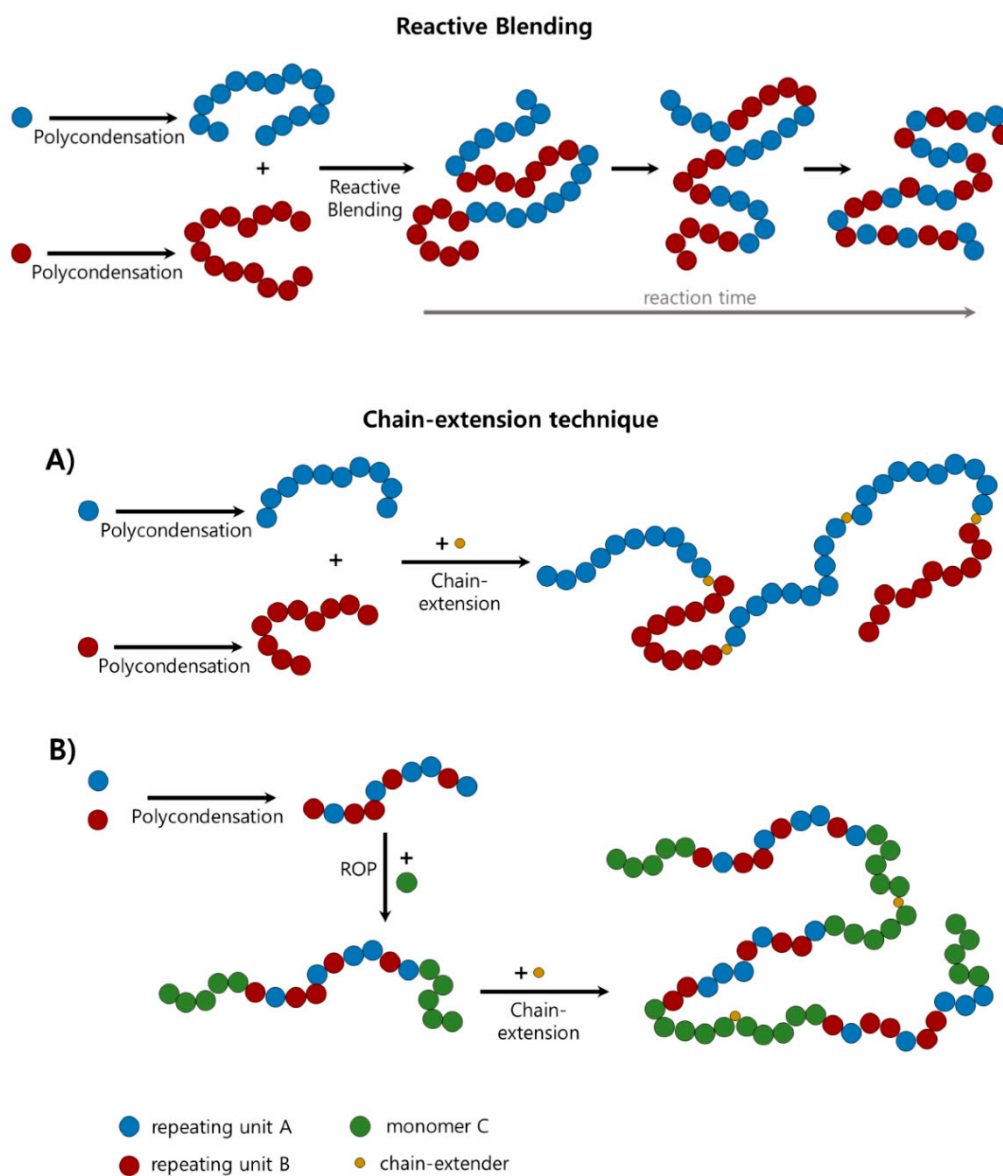 Reactive Blending
Polycondensation
+
Reactive
Blending
Polycondensation
reaction time
Chain-extension technique
A)
Polycondensation
+
+
Chain-
extension
Polycondensation
B)
Polycondensation
ROP
+
+
Chain-
extension
repeating unit A
monomer C
repeating unit B
chain-extender